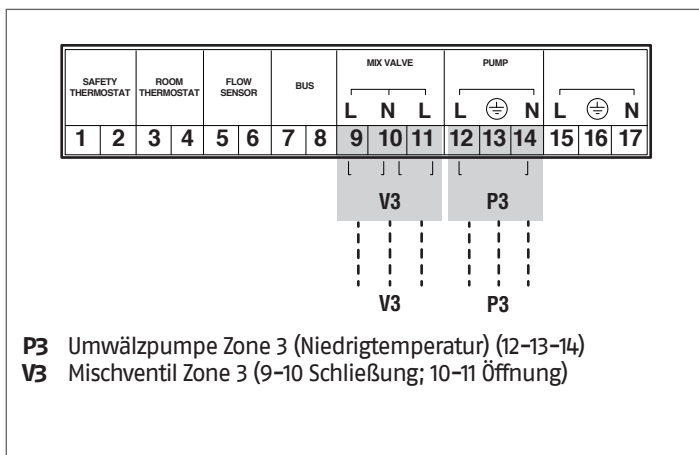 MIX VALVE PUMP
SAFETY THERMOSTAT ROOM THERMOSTAT FLOW SENSOR BUS
L N L L N L N
1 2 3 4 5 6 7 8 9 10 11 12 13 14 15 16 17
V3 P3
V3 P3
P3 Umwälzpumpe Zone 3 (Niedrigtemperatur) (12-13-14)
V3 Mischventil Zone 3 (9-10 Schließung; 10-11 Öffnung)